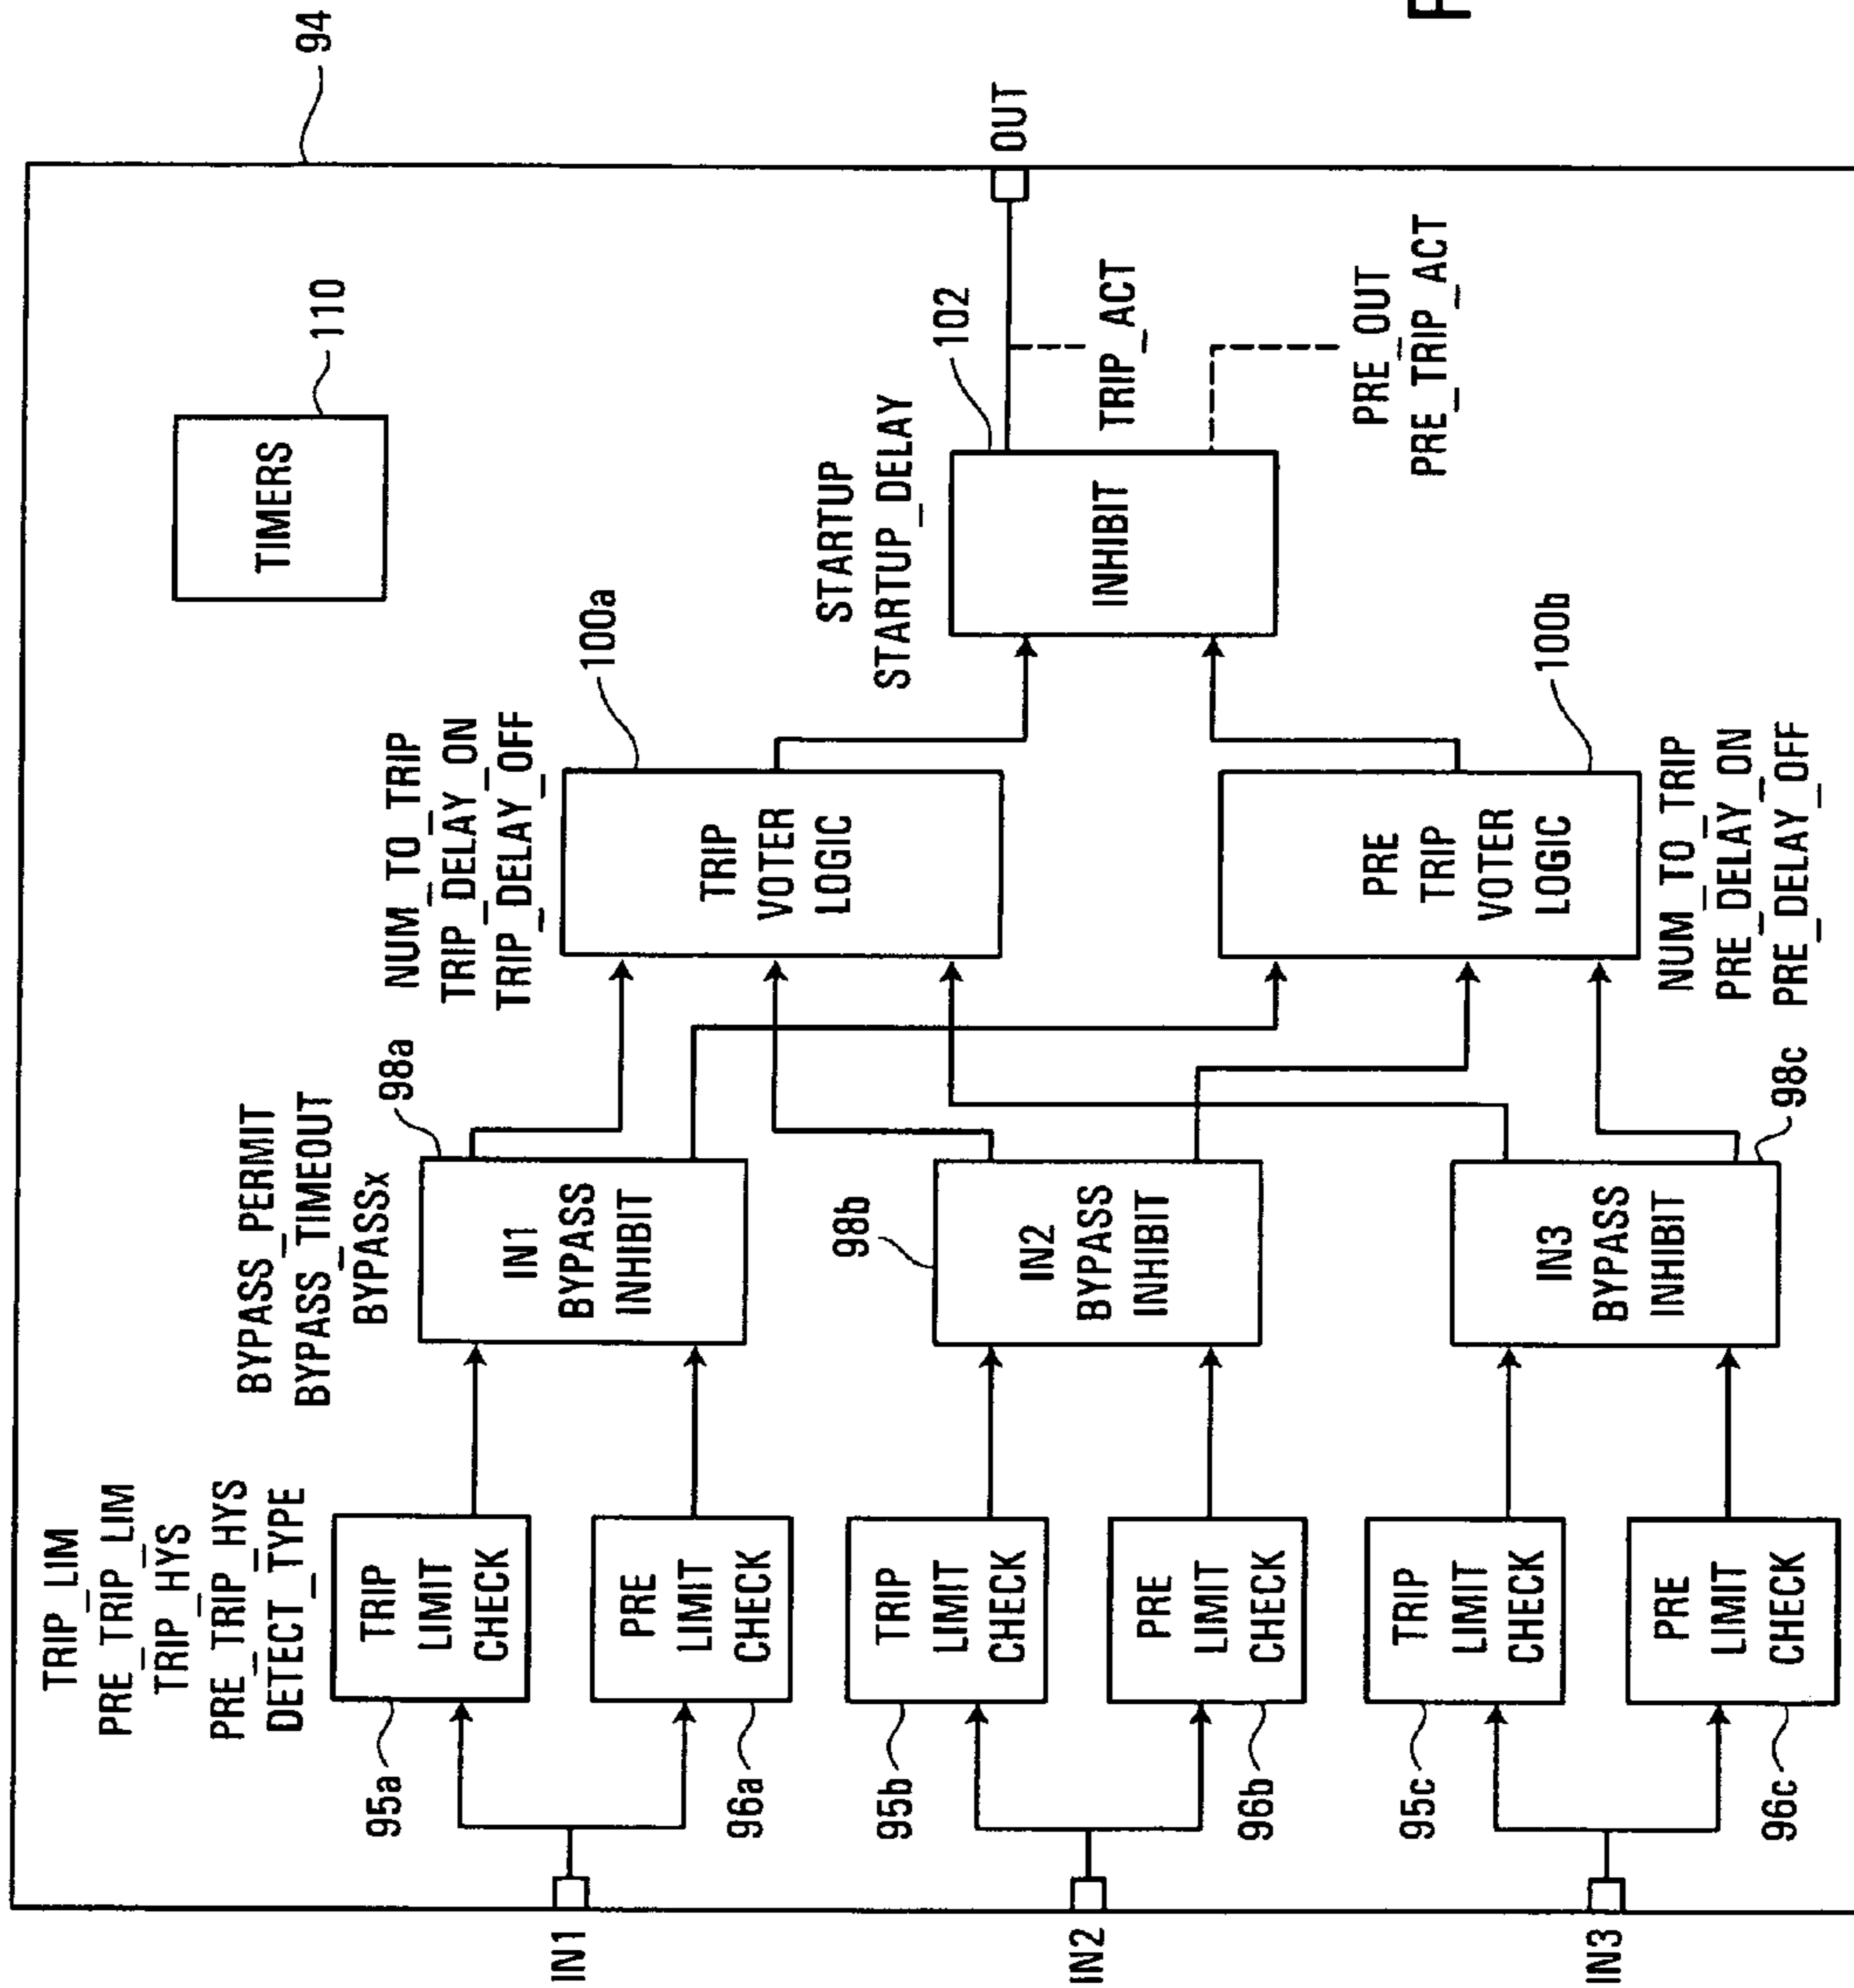 94
TIMERS
110
TRIP_LIM
PRE_TRIP_LIM
TRIP_HYS
PRE_TRIP_HYS
DETECT_TYPE
BYPASS_PERMIT
BYPASS_TIMEOUT
BYPASSx
98a
NUM_TO_TRIP
TRIP_DELAY_ON
TRIP_DELAY_OFF
100a
STARTUP
STARTUP_DELAY
102
IN1
95a
TRIP
LIMIT
CHECK
96a
PRE
LIMIT
CHECK
IN1
BYPASS
INHIBIT
TRIP
VOTER
LOGIC
INHIBIT
OUT
TRIP_ACT
PRE_OUT
PRE_TRIP_ACT
IN2
95b
TRIP
LIMIT
CHECK
96b
PRE
LIMIT
CHECK
98b
IN2
BYPASS
INHIBIT
PRE
TRIP
VOTER
LOGIC
100b
IN3
95c
TRIP
LIMIT
CHECK
96c
PRE
LIMIT
CHECK
IN3
BYPASS
INHIBIT
98c
NUM_TO_TRIP
PRE_DELAY_ON
PRE_DELAY_OFF